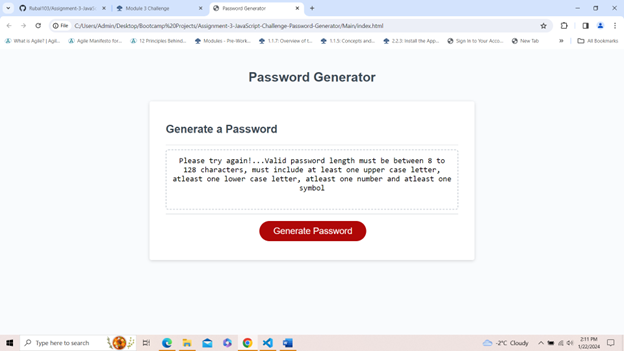 Rubal103/Assignment-3-JavaS
Module 3 Challenge
Password Generator
File
C:/Users/Admin/Desktop/Bootcamp%20Projects/Assignment-3-JavaScript-Challenge-Password-Generator/Main/index.html
What is Agile? | Agil...
Agile Manifesto for...
12 Principles Behin...
Modules - Pre-Work...
1.1.7: Overview of t...
1.1.3: Concepts and...
2.2.3: Install the App...
Sign in to Your Acco...
New Tab
»
All Bookmarks
Password Generator
Generate a Password
Please try again!...Valid password length must be between 8 to
128 characters, must include at least one upper case letter,
atleast one lower case letter, atleast one number and atleast one
symbol
Generate Password
Type here to search
-2°C Cloudy
2:11 PM
1/22/2024